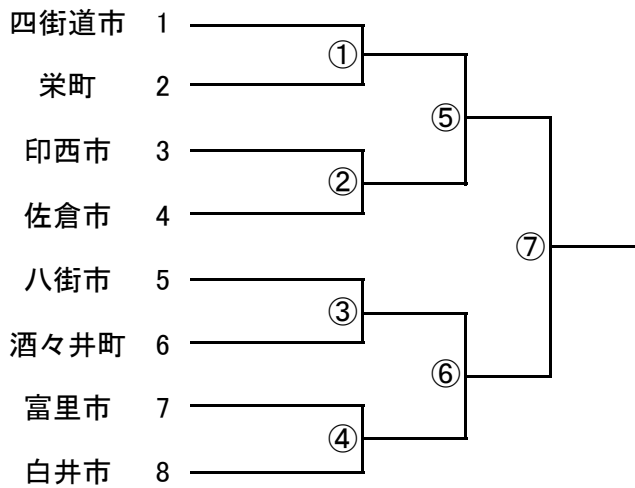 四街道市 1
①
栄町 2
⑤
印西市 3
②
佐倉市 4
⑦
八街市 5
③
酒々井町 6
⑥
富里市 7
④
白井市 8